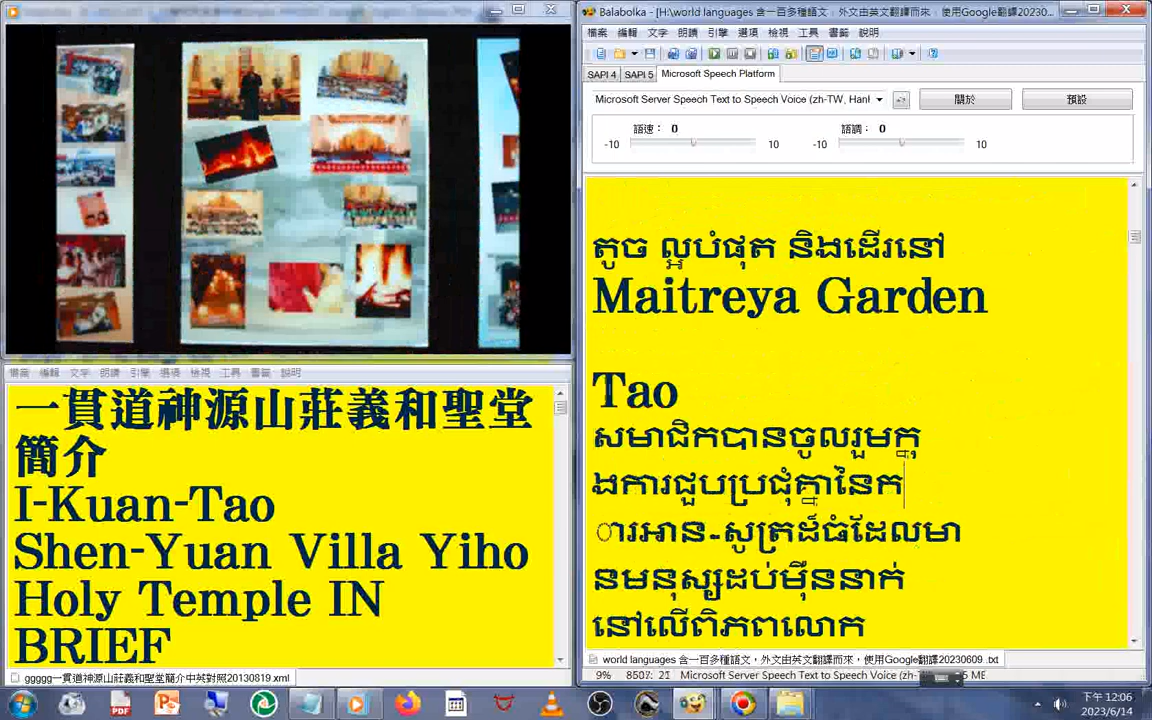 Balabolka - [H:\world languages 含一百多種語文，外文由英文翻譯而來，使用Google翻譯20230...
檔案 編輯 文字 朗讀 引擎 選項 檢視 工具 書籤 說明
SAPI 4 SAPI 5 Microsoft Speech Platform
Microsoft Server Speech Text to Speech Voice (zh-TW, Hanl
關於 預設
語速： 0 語調： 0
-10 10 -10 10
តូច ល្អបំផុត និងដើរនៅ
Maitreya Garden
Tao
សមាជិកបានចូលរួមក្នុ
ងការជួបប្រជុំគ្នានៃក
ារអាន-សូត្រដ៏ធំដែលមា
នមនុស្សដប់ម៉ឺននាក់
នៅលើពិភពលោក
world languages 含一百多種語文，外文由英文翻譯而來，使用Google翻譯20230609 .txt
9% 8507: 21 Microsoft Speech Platform
檔案 編輯 文字 朗讀 引擎 選項 檢視 工具 書籤 說明
一貫道神源山莊義和聖堂
簡介
I-Kuan-Tao
Shen-Yuan Villa Yiho
Holy Temple IN
BRIEF
ggggg一貫道神源山莊義和聖堂簡介中英對照20130819.xml
下午 12:06
2023/6/14